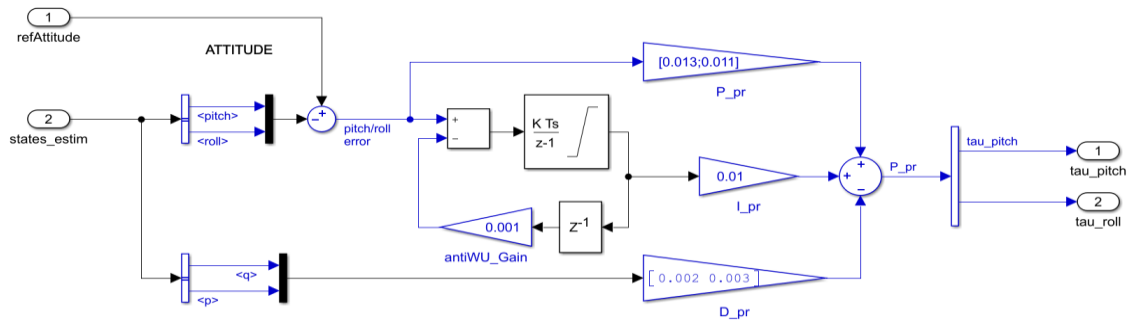 1
refAttitude
ATTITUDE
[0.013;0.011]
P_pr
2
states_estim
<pitch>
<roll>
+
−
pitch/roll
error
+
−
K Ts
z-1
0.01
I_pr
+
+
−
P_pr
tau_pitch
1
tau_pitch
2
tau_roll
0.001
antiWU_Gain
z-1
<q>
<p>
[ 0.002 0.003 ]
D_pr